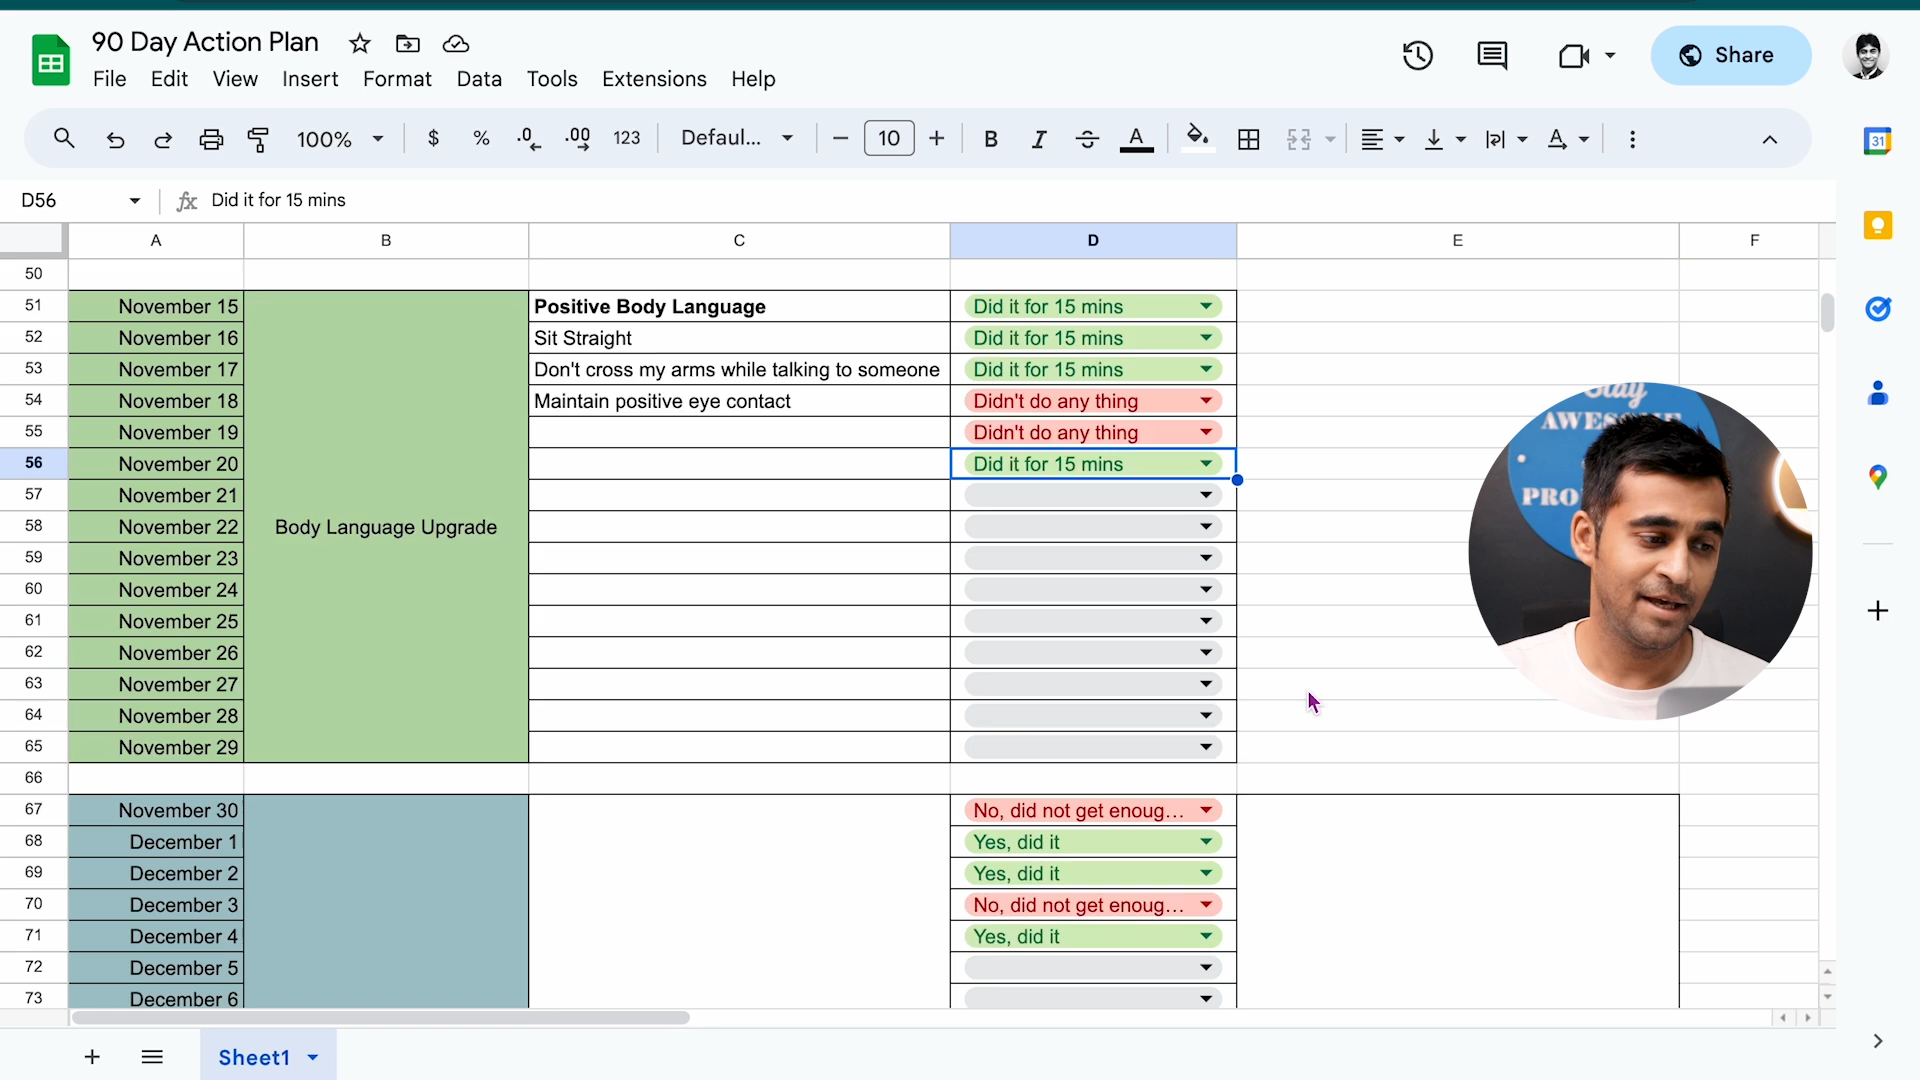 90 Day Action Plan
File Edit View Insert Format Data Tools Extensions Help
Share
100% $ % .0 .00 123 Defaul... 10 B I A
31
D56 fx Did it for 15 mins
A B C D E F
50
51 November 15 Positive Body Language Did it for 15 mins
52 November 16 Sit Straight Did it for 15 mins
53 November 17 Don't cross my arms while talking to someone Did it for 15 mins
54 November 18 Maintain positive eye contact Didn't do any thing
55 November 19 Didn't do any thing
56 November 20 Did it for 15 mins
57 November 21
58 November 22 Body Language Upgrade
59 November 23
60 November 24
61 November 25
62 November 26
63 November 27
64 November 28
65 November 29
66
67 November 30 No, did not get enoug...
68 December 1 Yes, did it
69 December 2 Yes, did it
70 December 3 No, did not get enoug...
71 December 4 Yes, did it
72 December 5
73 December 6
Stay
AWESOME
PRO
Sheet1